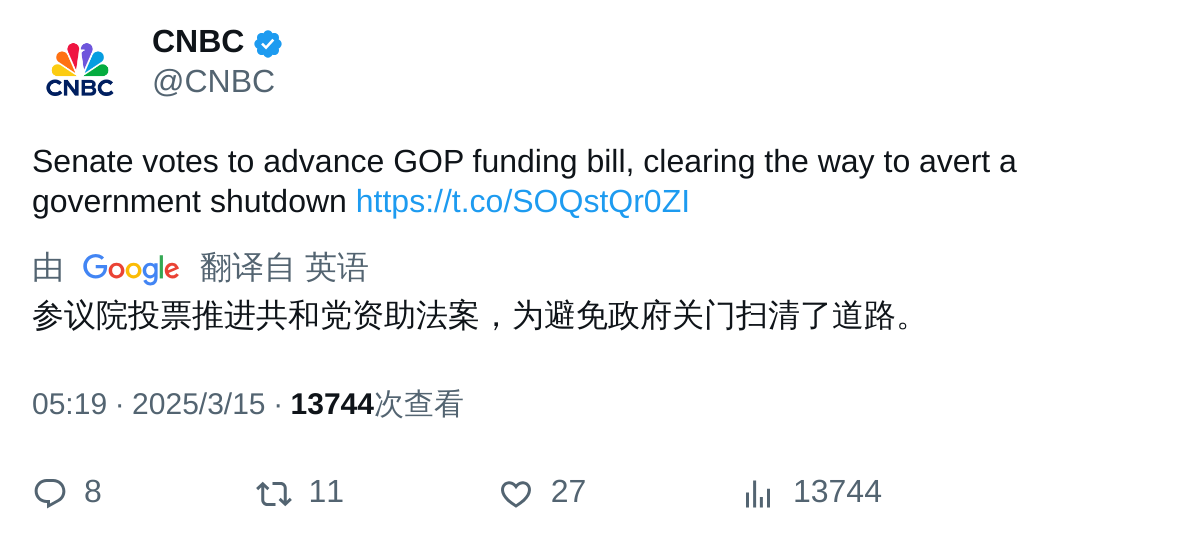 CNBC
CNBC
@CNBC
Senate votes to advance GOP funding bill, clearing the way to avert a
government shutdown https://t.co/SOQstQr0ZI
由 Google 翻译自 英语
参议院投票推进共和党资助法案，为避免政府关门扫清了道路。
05:19 · 2025/3/15 · 13744次查看
8 11 27 13744